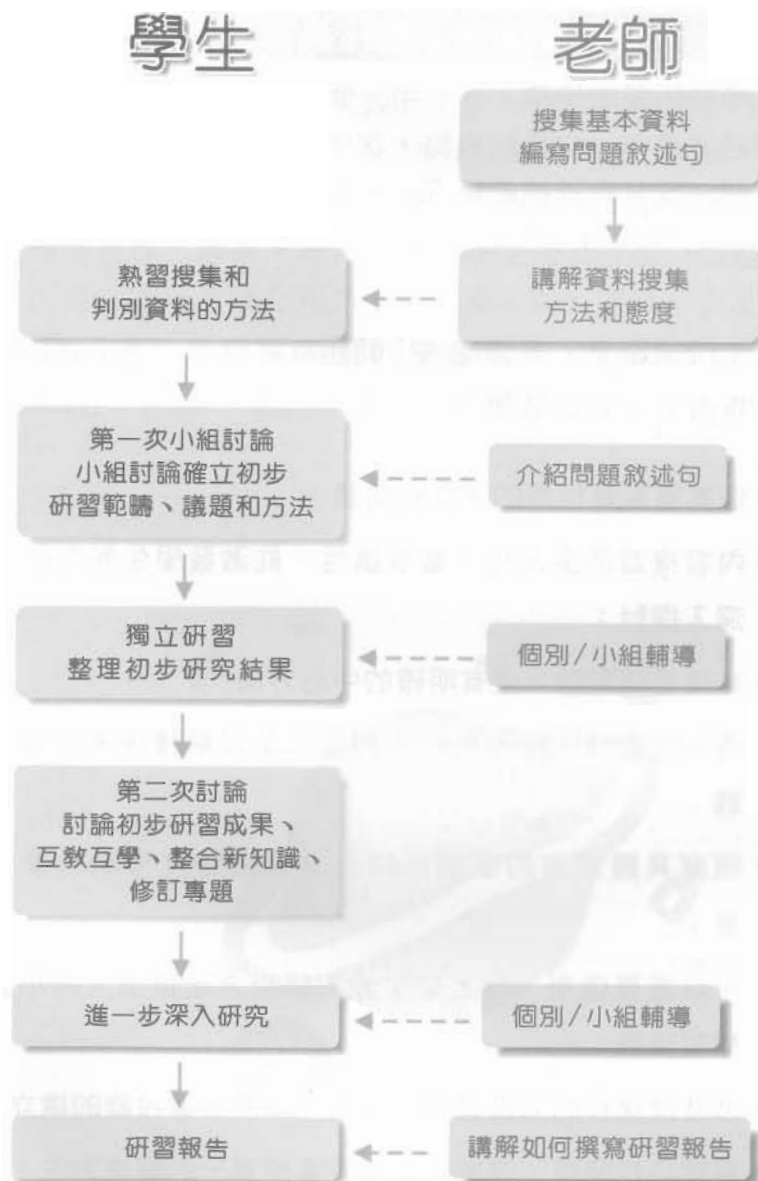 學生
老師
搜集基本資料
編寫問題敘述句
熟習搜集和
判別資料的方法
講解資料搜集
方法和態度
第一次小組討論
小組討論確立初步
研習範疇、議題和方法
介紹問題敘述句
獨立研習
整理初步研究結果
個別/小組輔導
第二次討論
討論初步研習成果、
互教互學、整合新知識、
修訂專題
進一步深入研究
個別/小組輔導
研習報告
講解如何撰寫研習報告